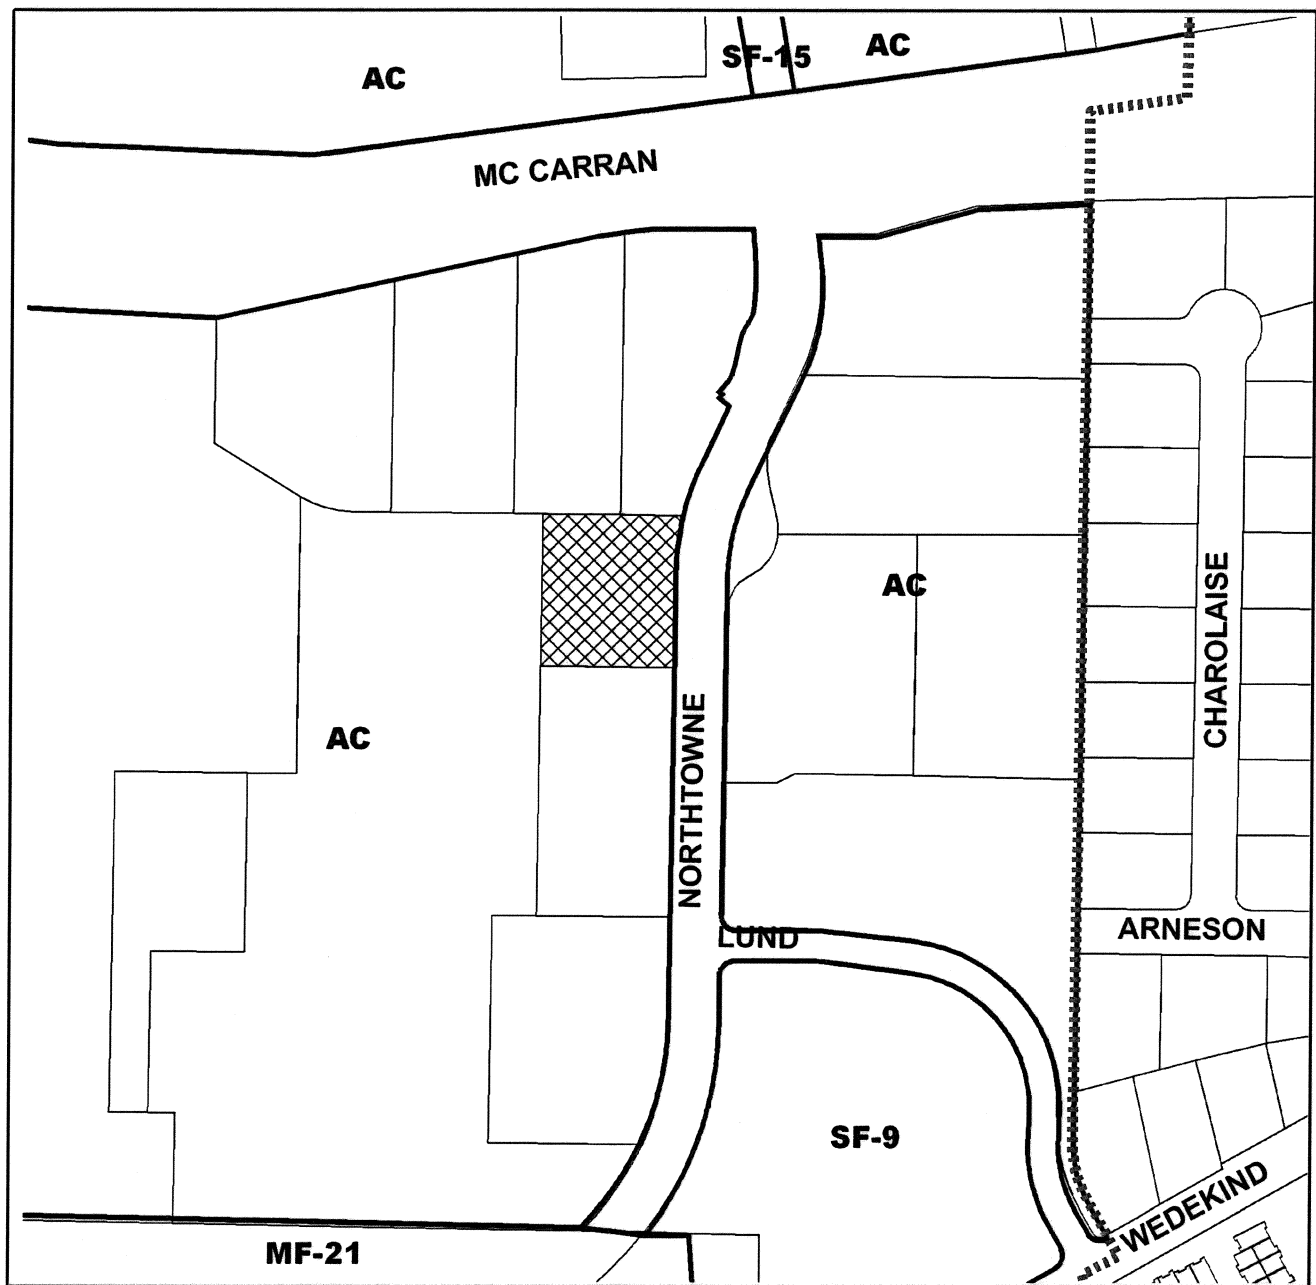 AC
SF-15
AC
MC CARRAN
AC
CHAROLAISE
NORTHTOWNE
AC
LUND
ARNESON
SF-9
WEDEKIND
MF-21